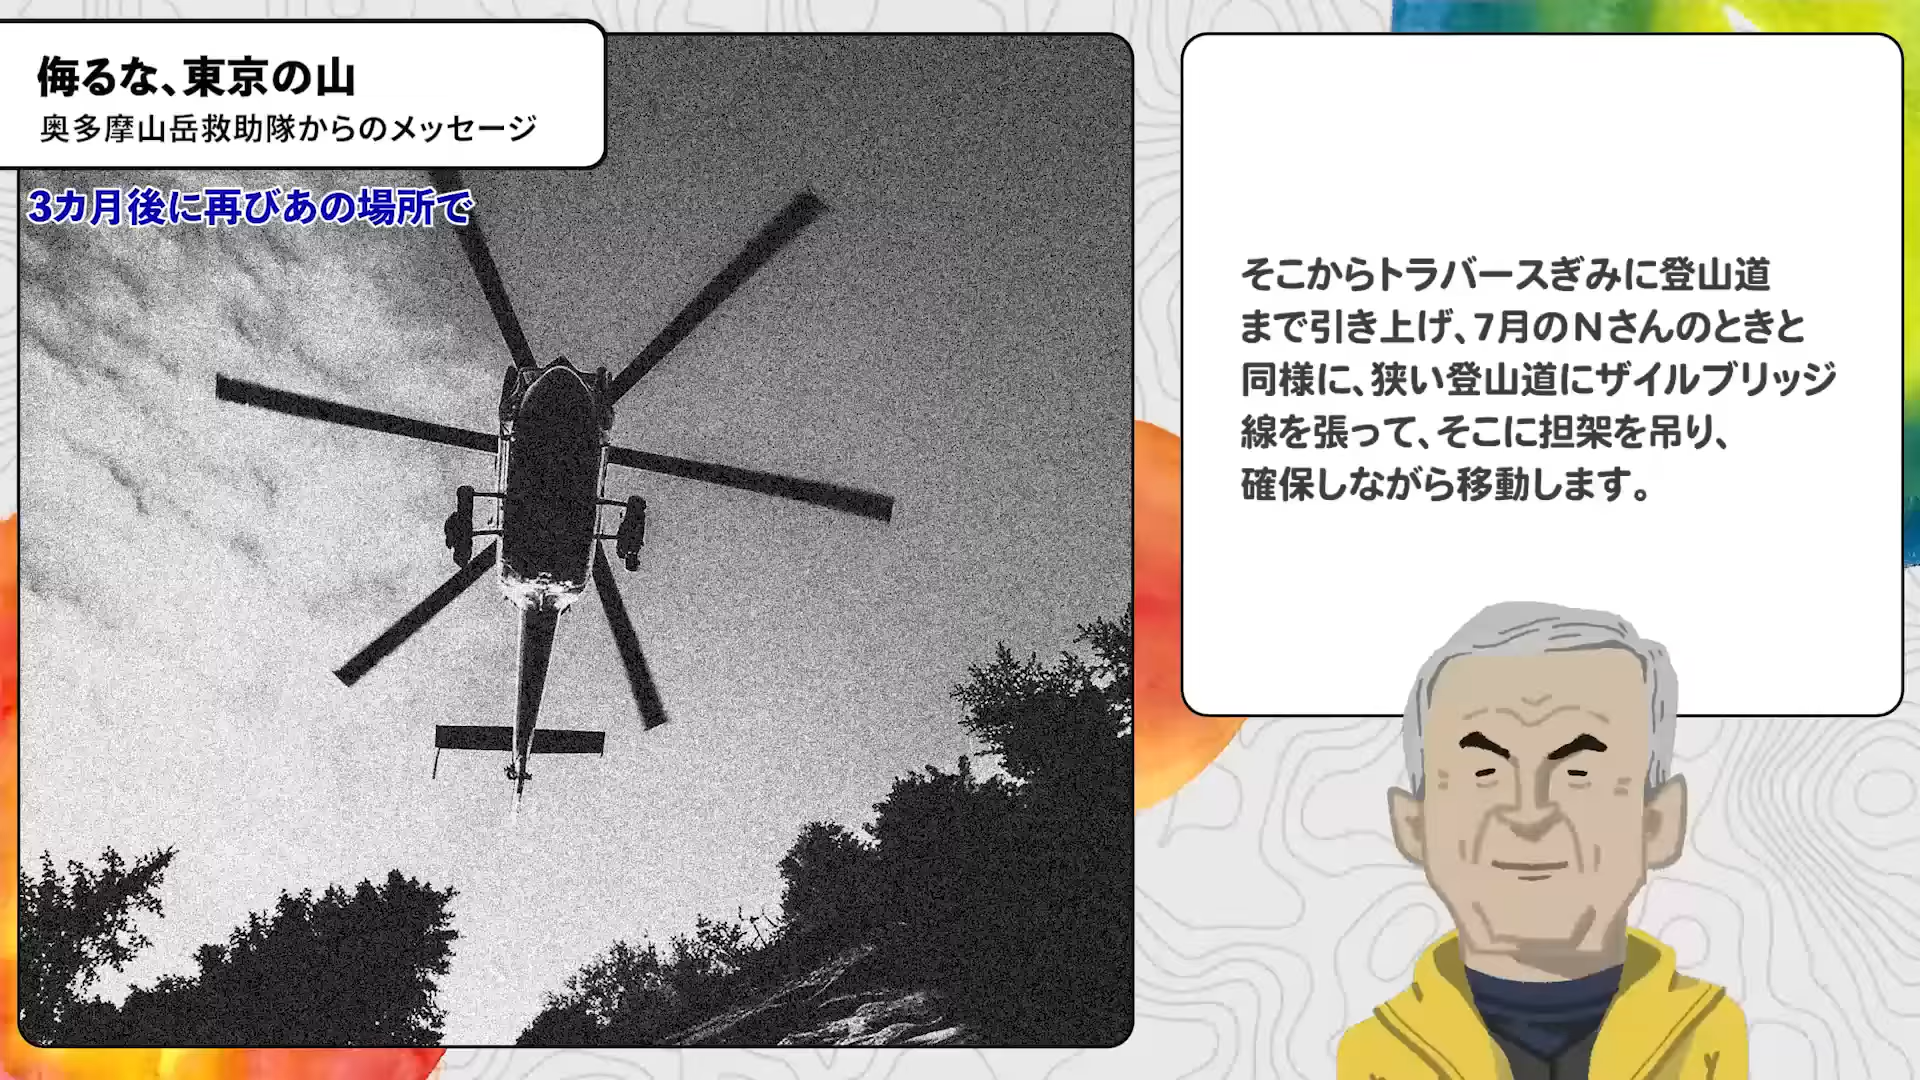 侮るな、東京の山
奥多摩山岳救助隊からのメッセージ
3カ月後に再びあの場所で
そこからトラバースぎみに登山道
まで引き上げ、7月のNさんのときと
同様に、狭い登山道にザイルブリッジ
線を張って、そこに担架を吊り、
確保しながら移動します。